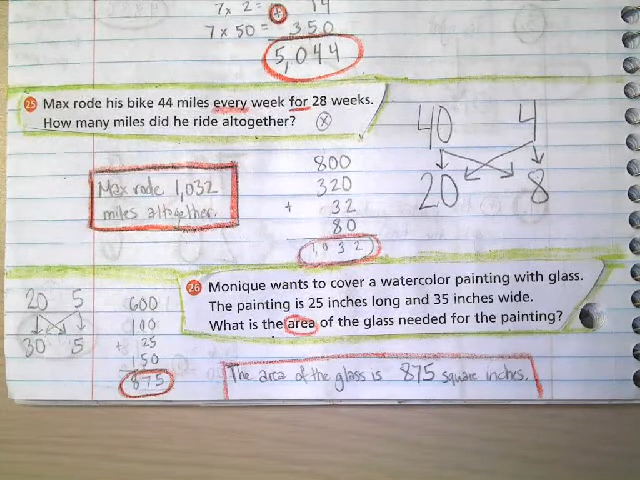 7 x 2 = 14
7 x 50 = 350
5,044
25 Max rode his bike 44 miles every week for 28 weeks.
How many miles did he ride altogether? x
40 4
20 8
800
320
+ 32
80
1,032
Max rode 1,032
miles altogether.
26 Monique wants to cover a watercolor painting with glass.
The painting is 25 inches long and 35 inches wide.
What is the area of the glass needed for the painting?
20 5
30 5
600
100
+ 25
150
875
The area of the glass is 875 square inches.